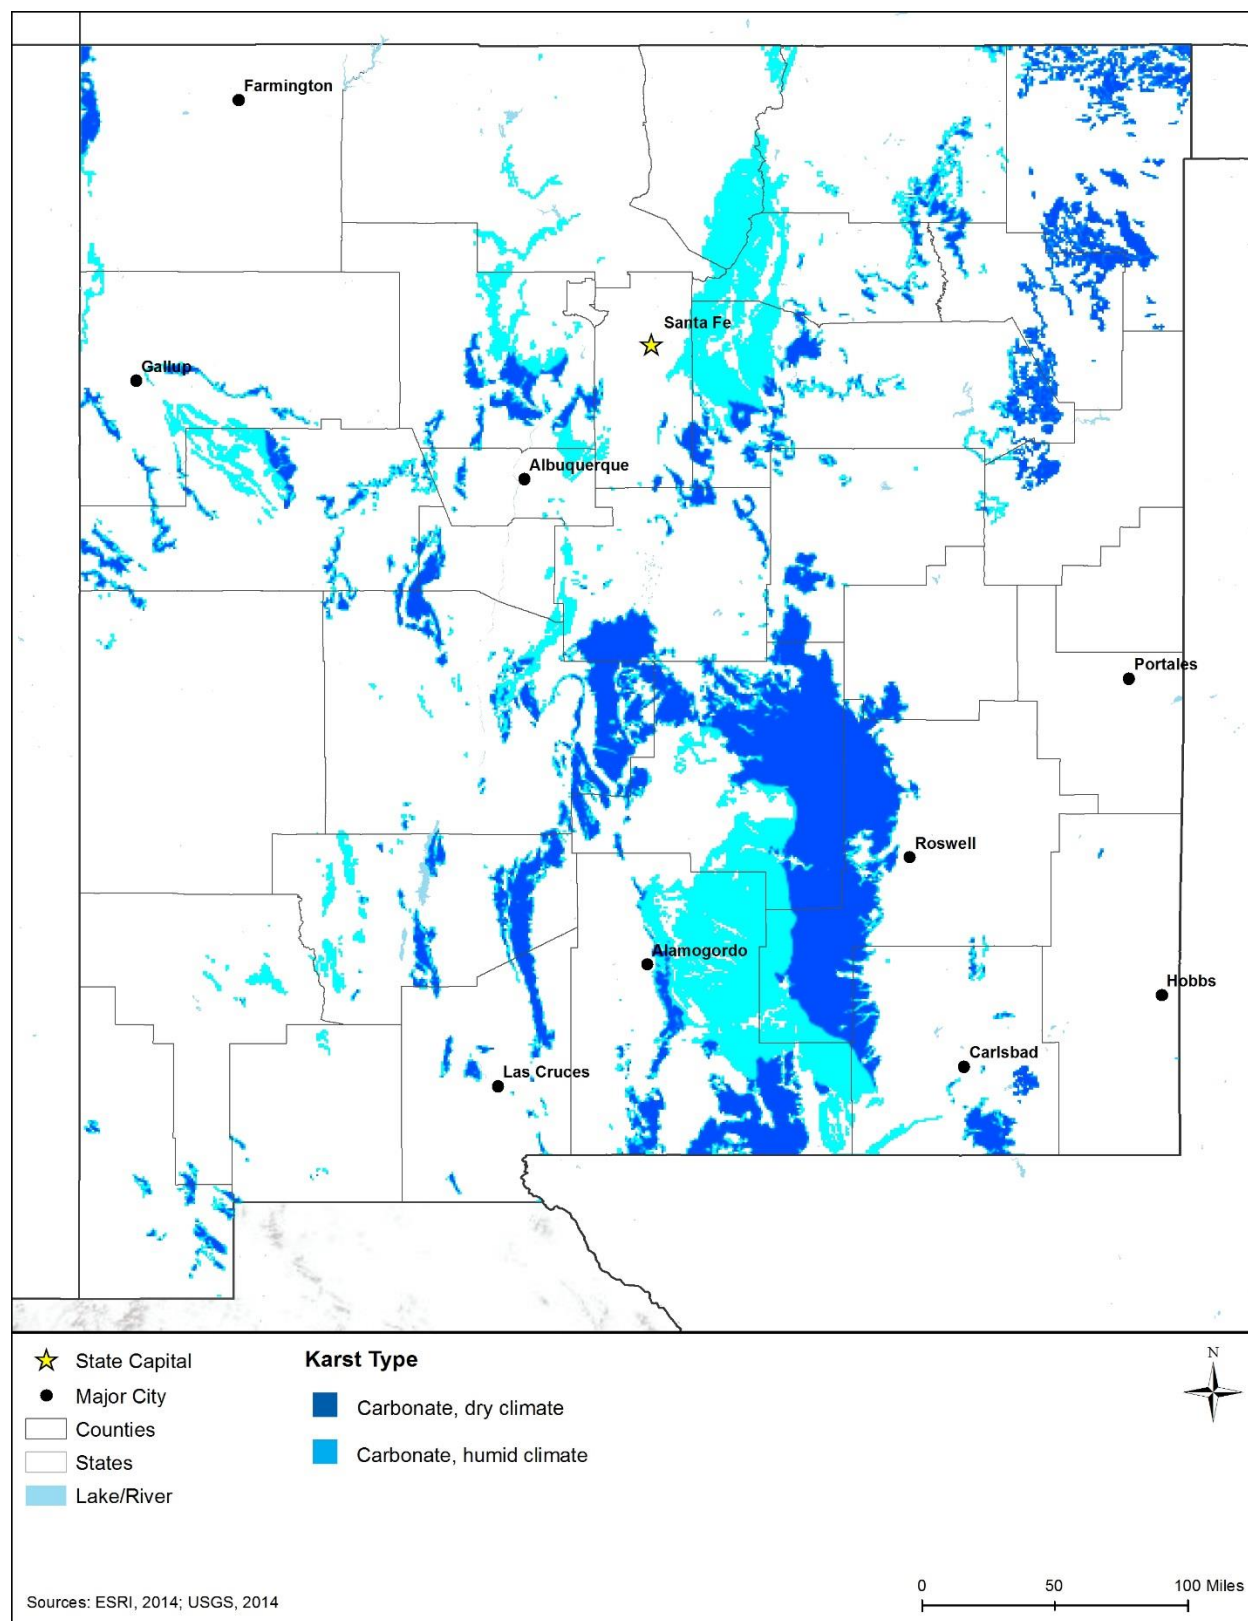 Farmington
Santa Fe
Gallup
Albuquerque
Portales
Roswell
Alamogordo
Hobbs
Carlsbad
Las Cruces
State Capital
Major City
Counties
States
Lake/River
Karst Type
Carbonate, dry climate
Carbonate, humid climate
N
0 50 100 Miles
Sources: ESRI, 2014; USGS, 2014